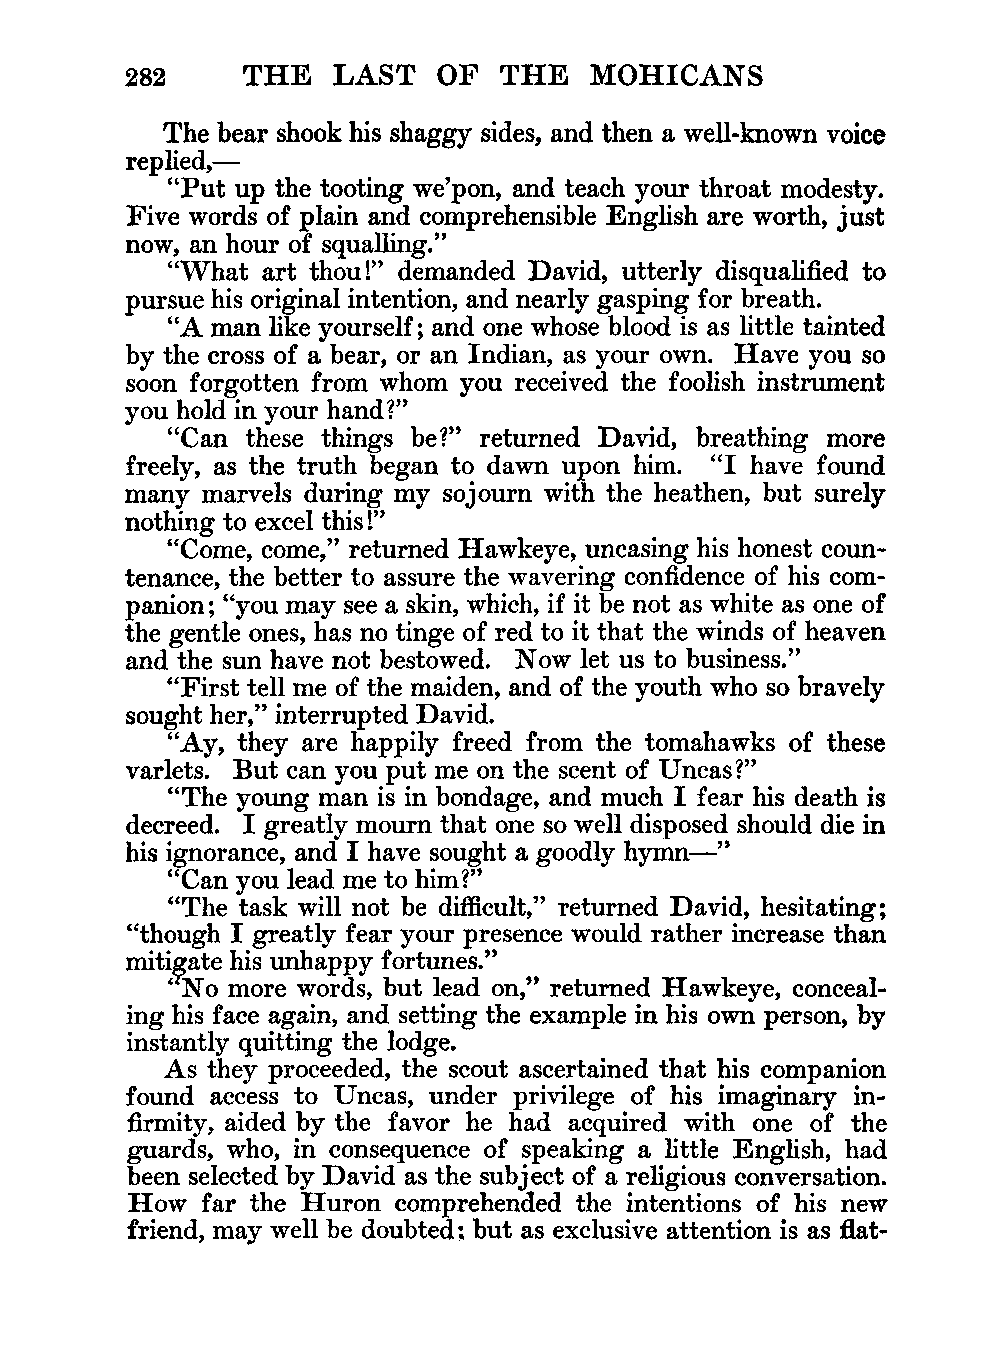 282 THE LAST OF THE MOHICANS
The bear shook his shaggy sides, and then a well-known voice
replied,—
“Put up the tooting we’pon, and teach your throat modesty.
Five words of plain and comprehensible English are worth, just
now, an hour of squalling.”
“What art thou!” demanded David, utterly disqualified to
pursue his original intention, and nearly gasping for breath.
“A man like yourself; and one whose blood is as little tainted
by the cross of a bear, or an Indian, as your own. Have you so
soon forgotten from whom you received the foolish instrument
you hold in your hand?”
“Can these things be?” returned David, breathing more
freely, as the truth began to dawn upon him. “I have found
many marvels during my sojourn with the heathen, but surely
nothing to excel this!”
“Come, come,” returned Hawkeye, uncasing his honest coun-
tenance, the better to assure the wavering confidence of his com-
panion; “you may see a skin, which, if it be not as white as one of
the gentle ones, has no tinge of red to it that the winds of heaven
and the sun have not bestowed. Now let us to business.”
“First tell me of the maiden, and of the youth who so bravely
sought her,” interrupted David.
“Ay, they are happily freed from the tomahawks of these
varlets. But can you put me on the scent of Uncas?”
“The young man is in bondage, and much I fear his death is
decreed. I greatly mourn that one so well disposed should die in
his ignorance, and I have sought a goodly hymn—”
“Can you lead me to him?”
“The task will not be difficult,” returned David, hesitating;
“though I greatly fear your presence would rather increase than
mitigate his unhappy fortunes.”
“No more words, but lead on,” returned Hawkeye, conceal-
ing his face again, and setting the example in his own person, by
instantly quitting the lodge.
As they proceeded, the scout ascertained that his companion
found access to Uncas, under privilege of his imaginary in-
firmity, aided by the favor he had acquired with one of the
guards, who, in consequence of speaking a little English, had
been selected by David as the subject of a religious conversation.
How far the Huron comprehended the intentions of his new
friend, may well be doubted; but as exclusive attention is as flat-